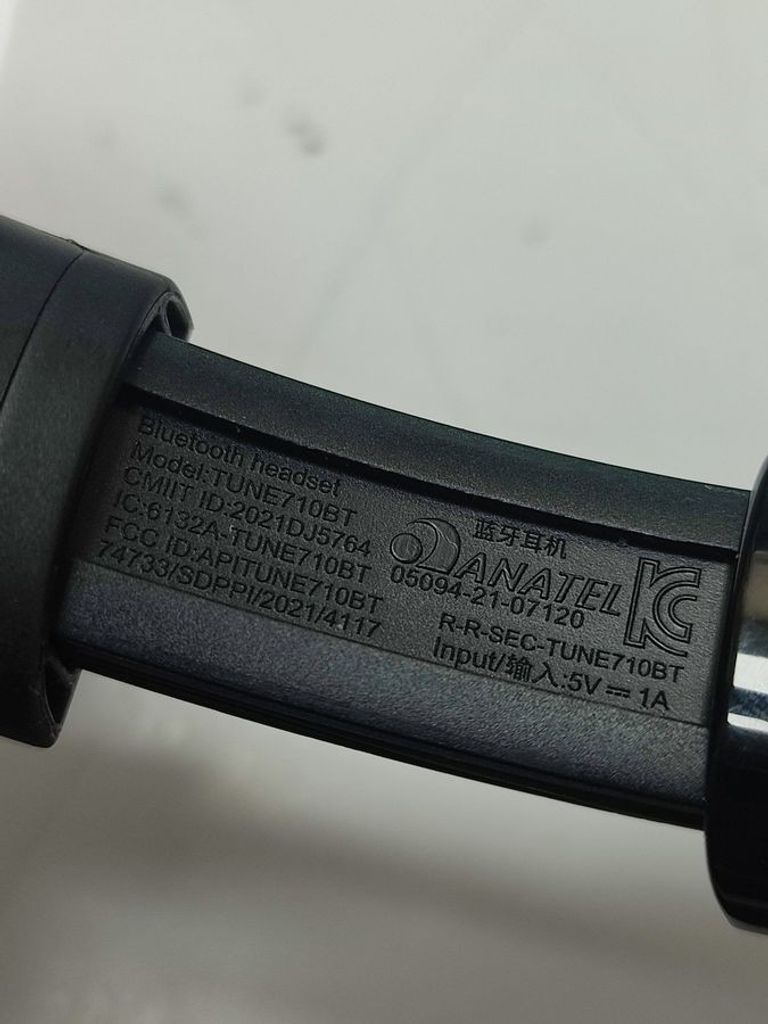 Bluetooth headset
Model:TUNE710BT
CMIIT ID:2021DJ5764
IC:6132A-TUNE710BT
FCC ID:APITUNE710BT
74733/SDPPI/2021/4117
蓝牙耳机
ANATEL
05094-21-07120
KC
R-R-SEC-TUNE710BT
Input/输入:5V⎓1A